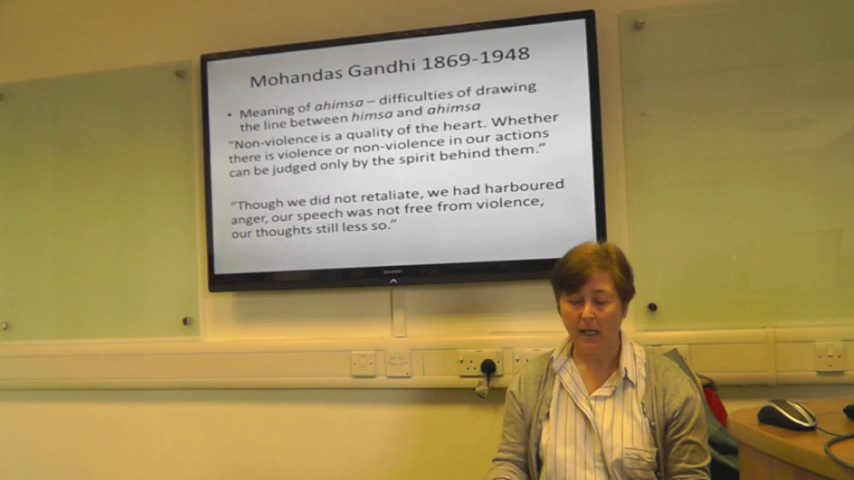 Mohandas Gandhi 1869-1948
• Meaning of ahimsa – difficulties of drawing
the line between himsa and ahimsa
“Non-violence is a quality of the heart. Whether
there is violence or non-violence in our actions
can be judged only by the spirit behind them.”
“Though we did not retaliate, we had harboured
anger, our speech was not free from violence,
our thoughts still less so.”